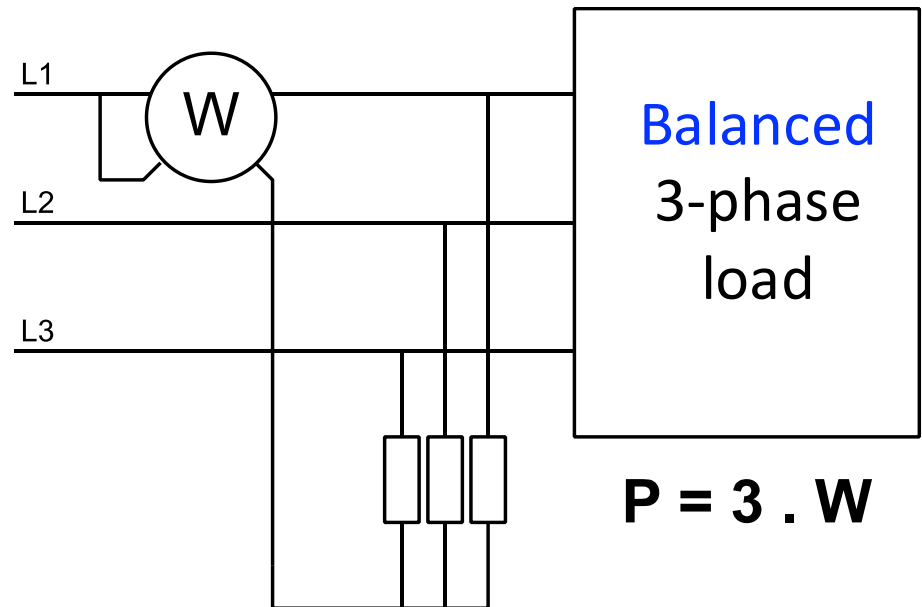 L1
W
L2
L3
Balanced
3-phase
load
P = 3 . W